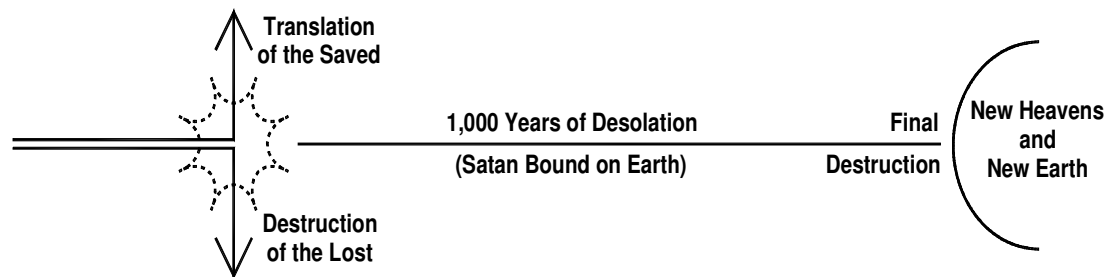 Translation
of the Saved
1,000 Years of Desolation
(Satan Bound on Earth)
Final
Destruction
New Heavens
and
New Earth
Destruction
of the Lost